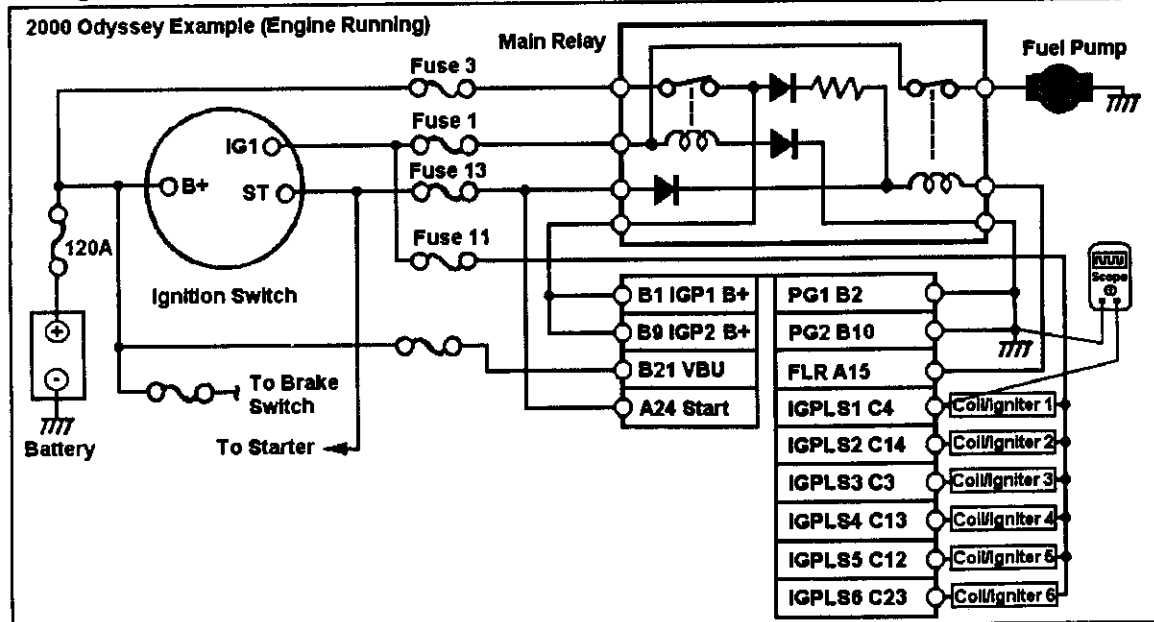 2000 Odyssey Example (Engine Running)
Main Relay
Fuel Pump
Fuse 3
Fuse 1
IG1
B+
ST
Fuse 13
120A
Fuse 11
Ignition Switch
Scope
B1 IGP1 B+
PG1 B2
B9 IGP2 B+
PG2 B10
B21 VBU
FLR A15
A24 Start
IGPLS1 C4
Coil/Igniter 1
To Brake
Switch
Battery
To Starter
IGPLS2 C14
Coil/Igniter 2
IGPLS3 C3
Coil/Igniter 3
IGPLS4 C13
Coil/Igniter 4
IGPLS5 C12
Coil/Igniter 5
IGPLS6 C23
Coil/Igniter 6